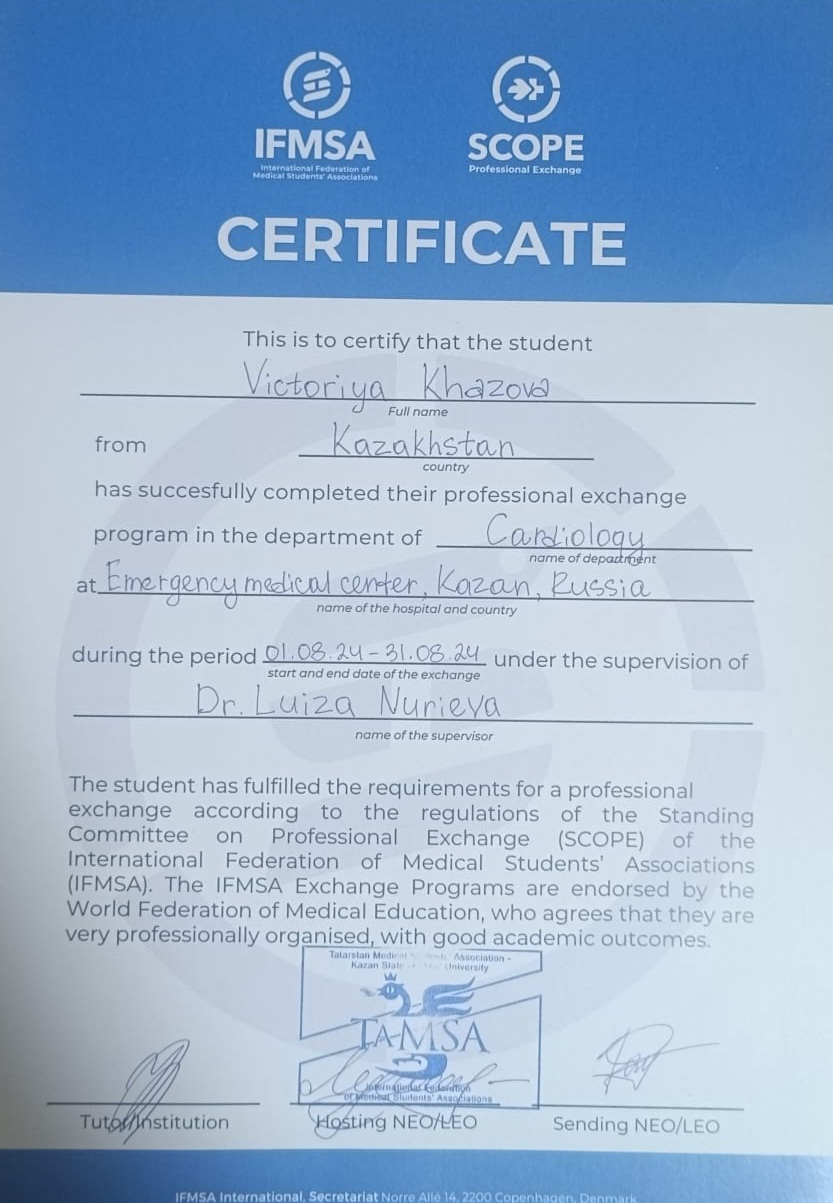 IFMSA
International Federation of
Medical Students' Associations
SCOPE
Professional Exchange
CERTIFICATE
This is to certify that the student
Victoriya Khazova
Full name
from Kazakhstan
country
has succesfully completed their professional exchange
program in the department of Cardiology
name of department
at Emergency medical center, Kazan, Russia
name of the hospital and country
during the period 01.08.24 - 31.08.24 under the supervision of
start and end date of the exchange
Dr. Luiza Nurieva
name of the supervisor
The student has fulfilled the requirements for a professional
exchange according to the regulations of the Standing
Committee on Professional Exchange (SCOPE) of the
International Federation of Medical Students' Associations
(IFMSA). The IFMSA Exchange Programs are endorsed by the
World Federation of Medical Education, who agrees that they are
very professionally organised, with good academic outcomes.
Tatarstan Association -
Kazan University
TAMSA
International Federation
of Medical Students' Associations
Tutor/Institution
Hosting NEO/LEO
Sending NEO/LEO
IFMSA International, Secretariat Norre Allé 14, 2200 Copenhagen, Denmark